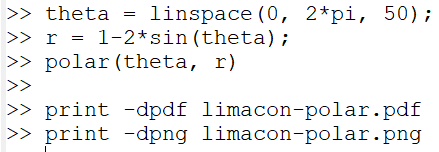 >> theta = linspace(0, 2*pi, 50);
>> r = 1-2*sin(theta);
>> polar(theta, r)
>>
>> print -dpdf limacon-polar.pdf
>> print -dpng limacon-polar.png